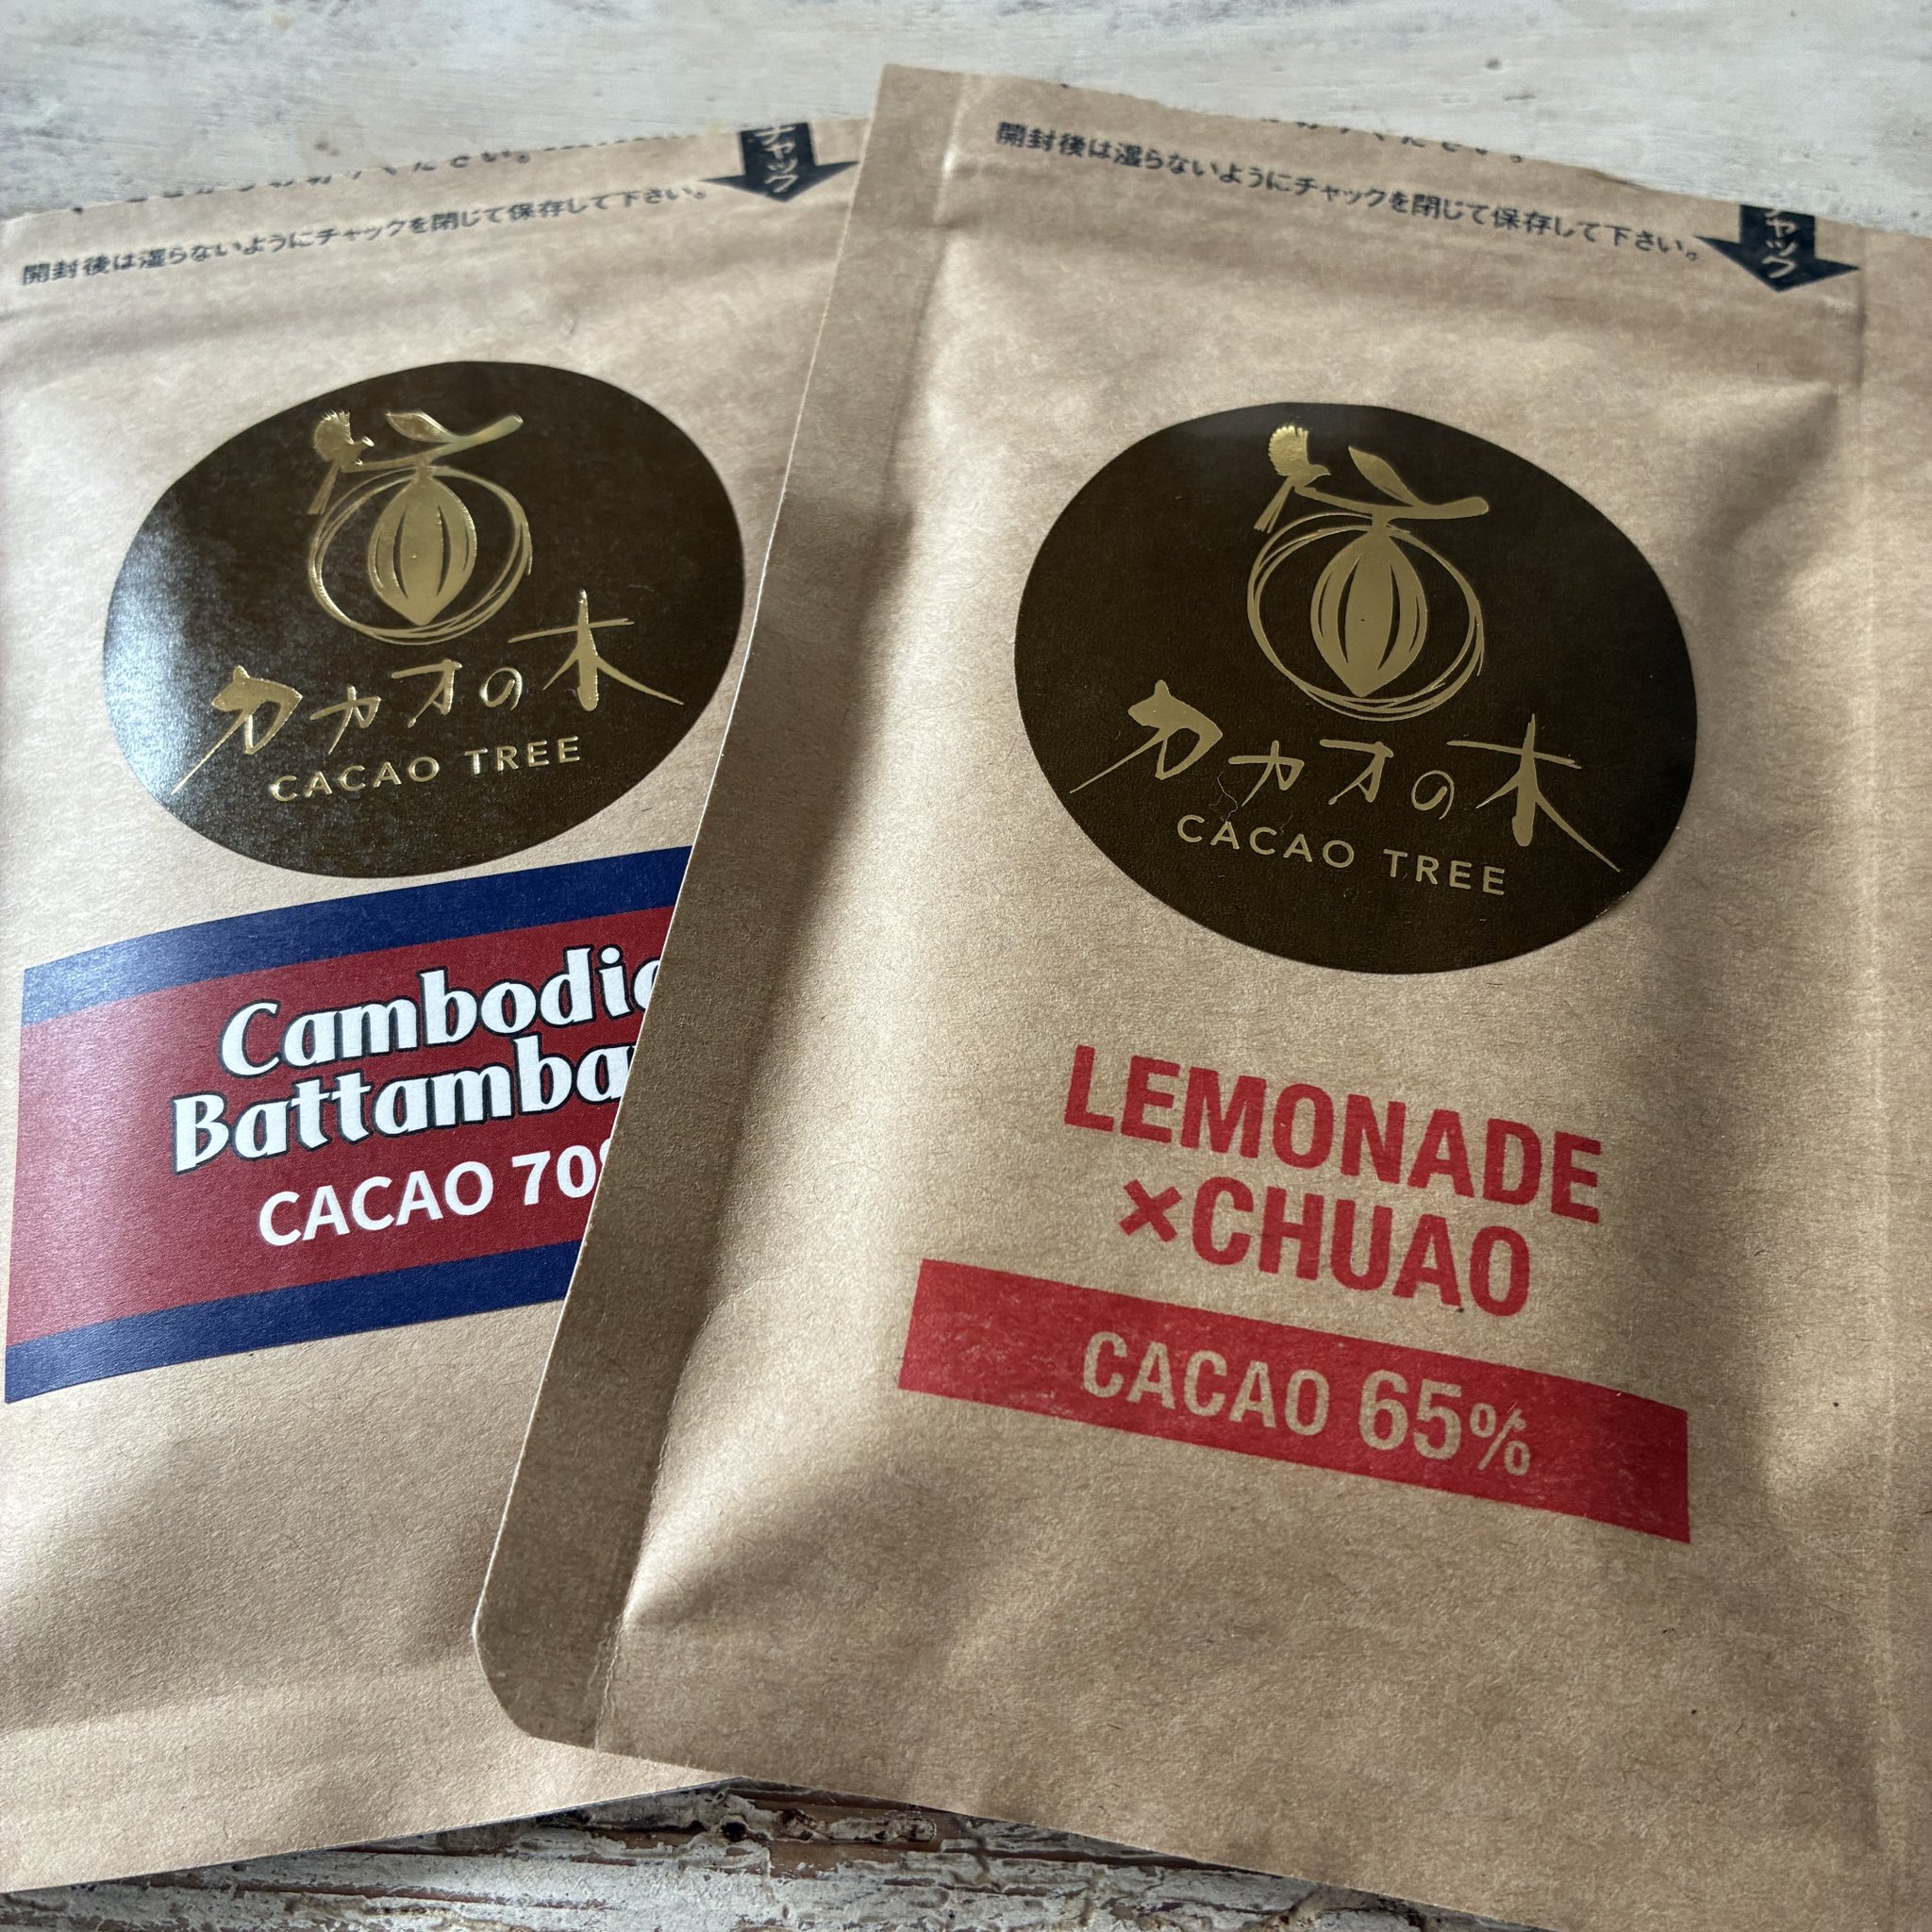 開封後は湿らないようにチャックを閉じて保存して下さい。
チャック
カカオの木
CACAO TREE
Cambodia
Battamba
CACAO 70
開封後は湿らないようにチャックを閉じて保存して下さい。
ャック
カカオの木
CACAO TREE
LEMONADE
×CHUAO
CACAO 65%